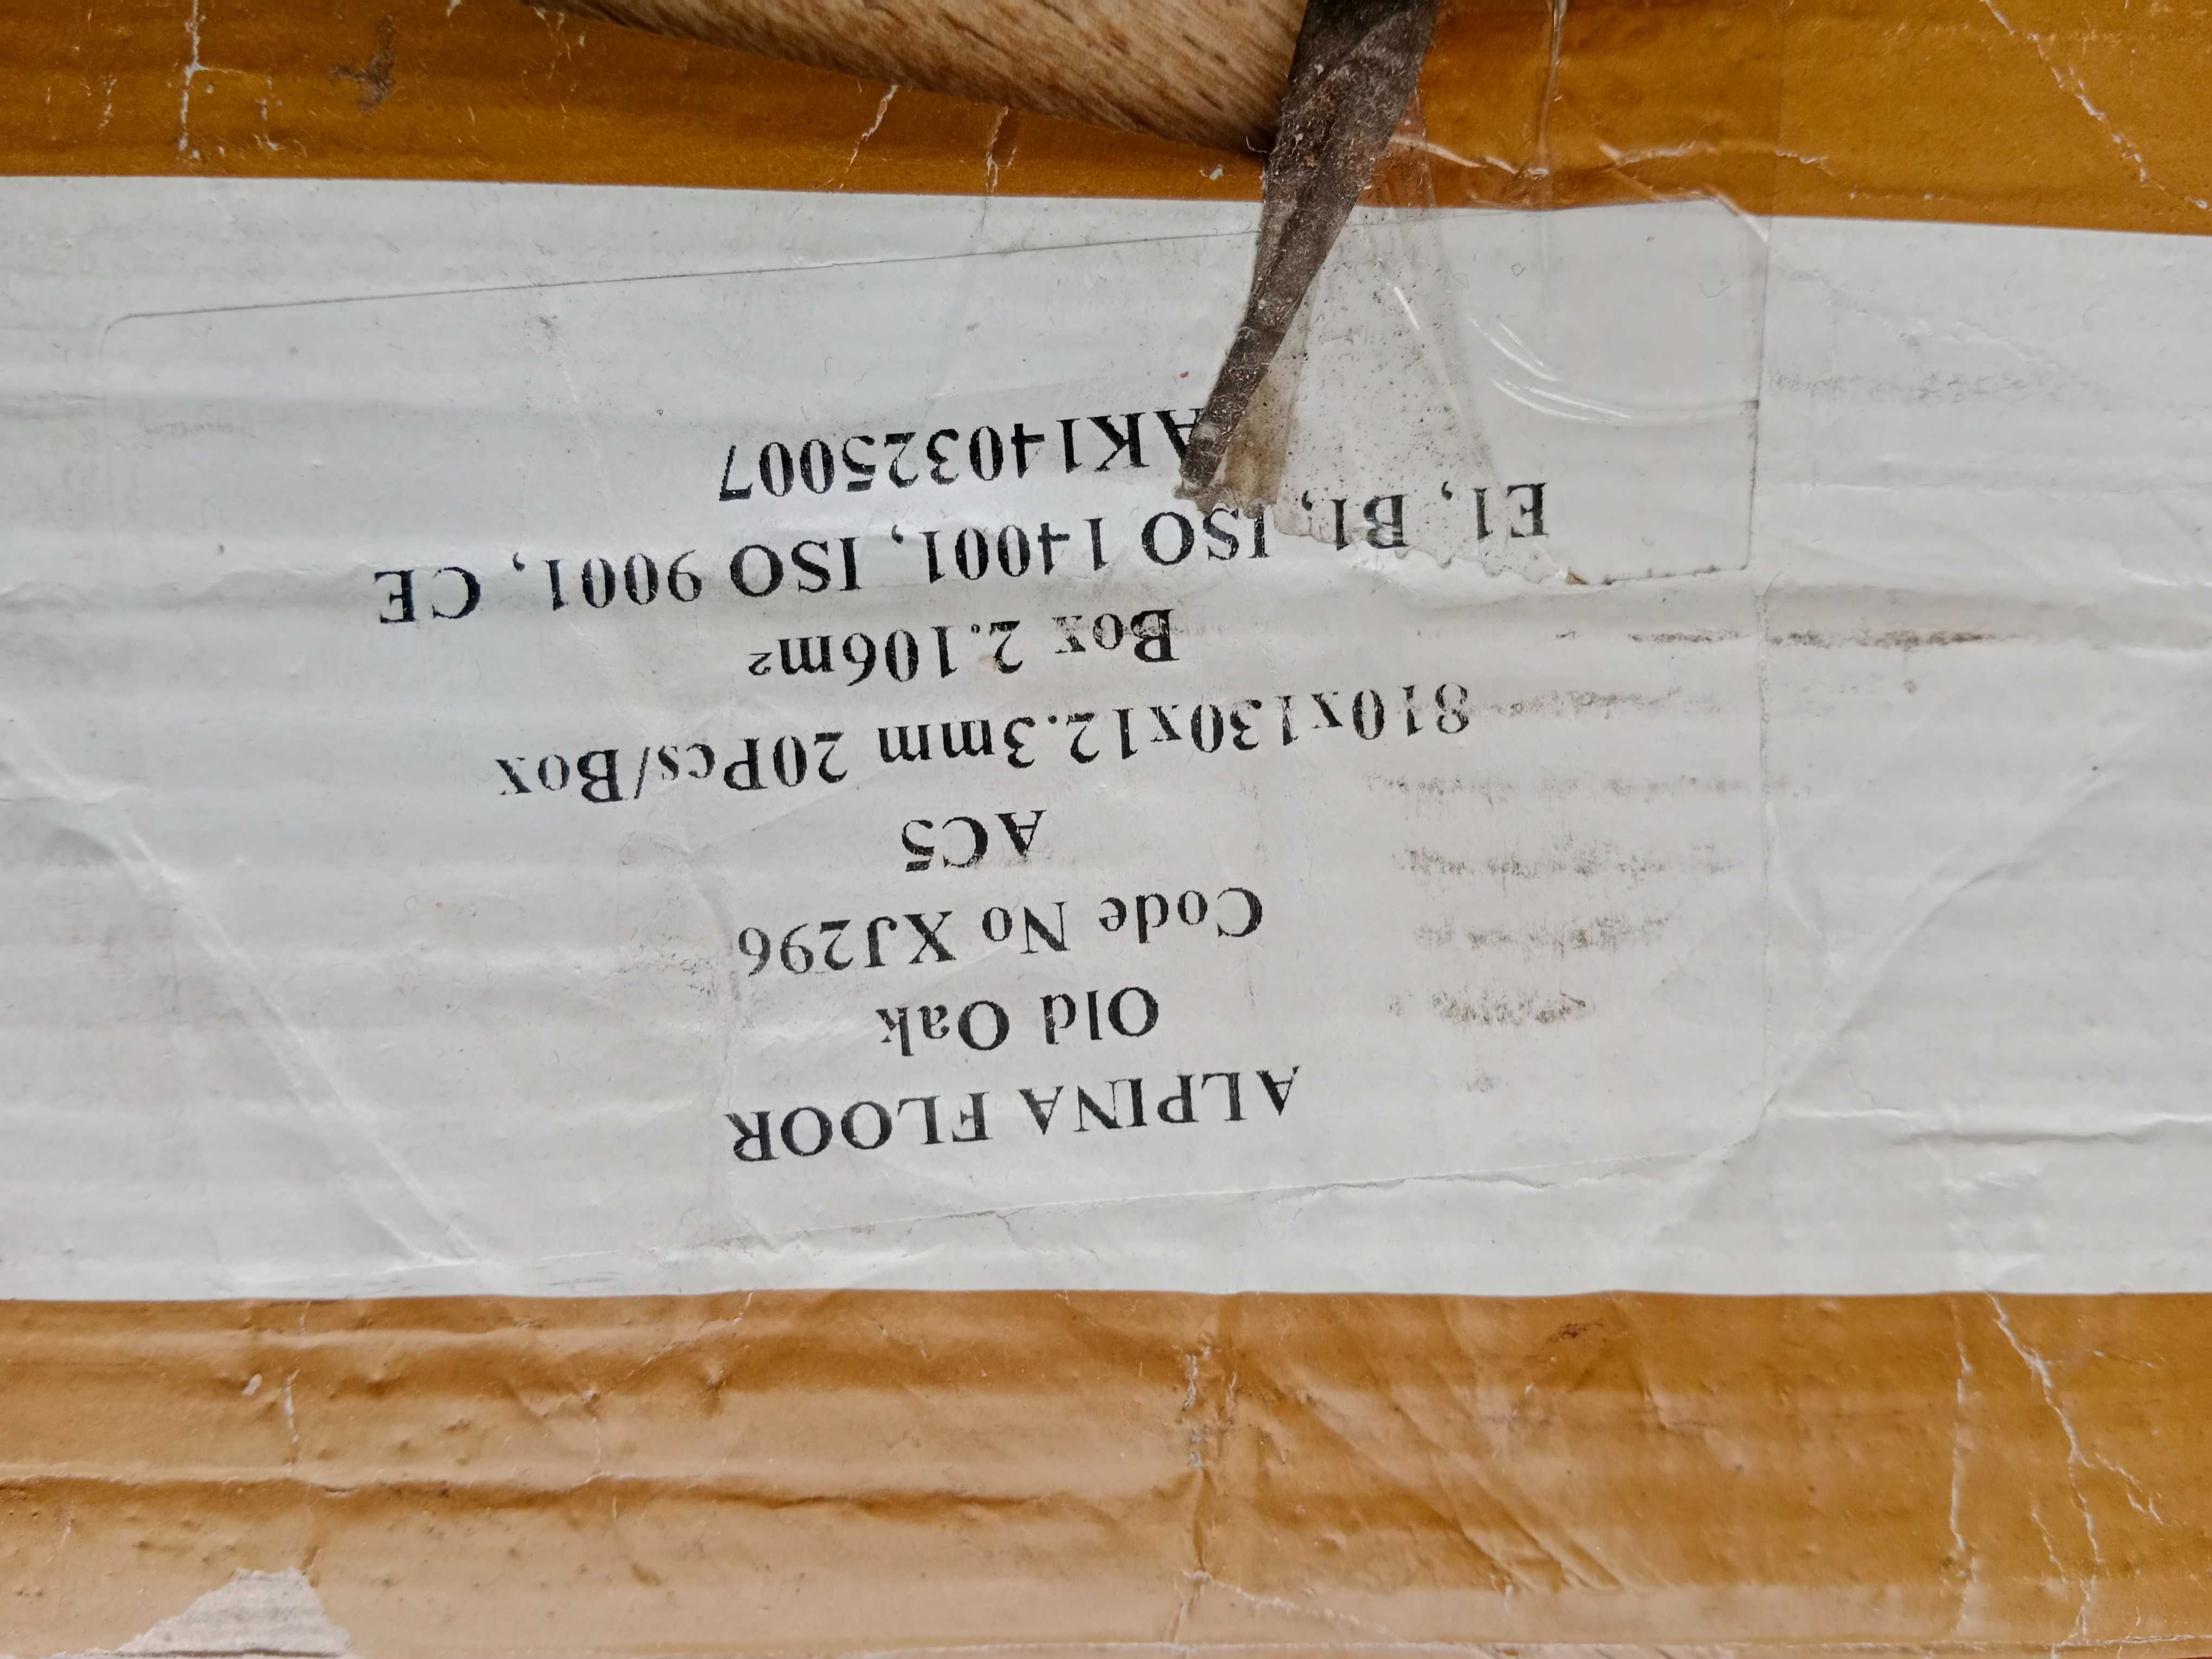 ALPINA FLOOR
Old Oak
Code No XJ296
AC5
810x130x12.3mm 20Pcs/Box
Box 2.106m²
E1, B1, ISO 14001, ISO 9001, CE
AK140325007